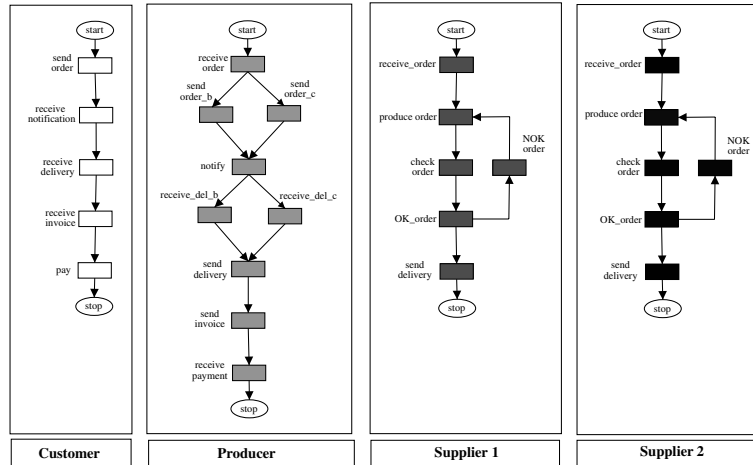 start
send
order
receive
notification
receive
delivery
receive
invoice
pay
stop
Customer
start
receive
order
send
order_b
send
order_c
notify
receive_del_b
receive_del_c
send
delivery
send
invoice
receive
payment
stop
Producer
start
receive_order
produce order
NOK
order
check
order
OK_order
send
delivery
stop
Supplier 1
start
receive_order
produce order
NOK
order
check
order
OK_order
send
delivery
stop
Supplier 2